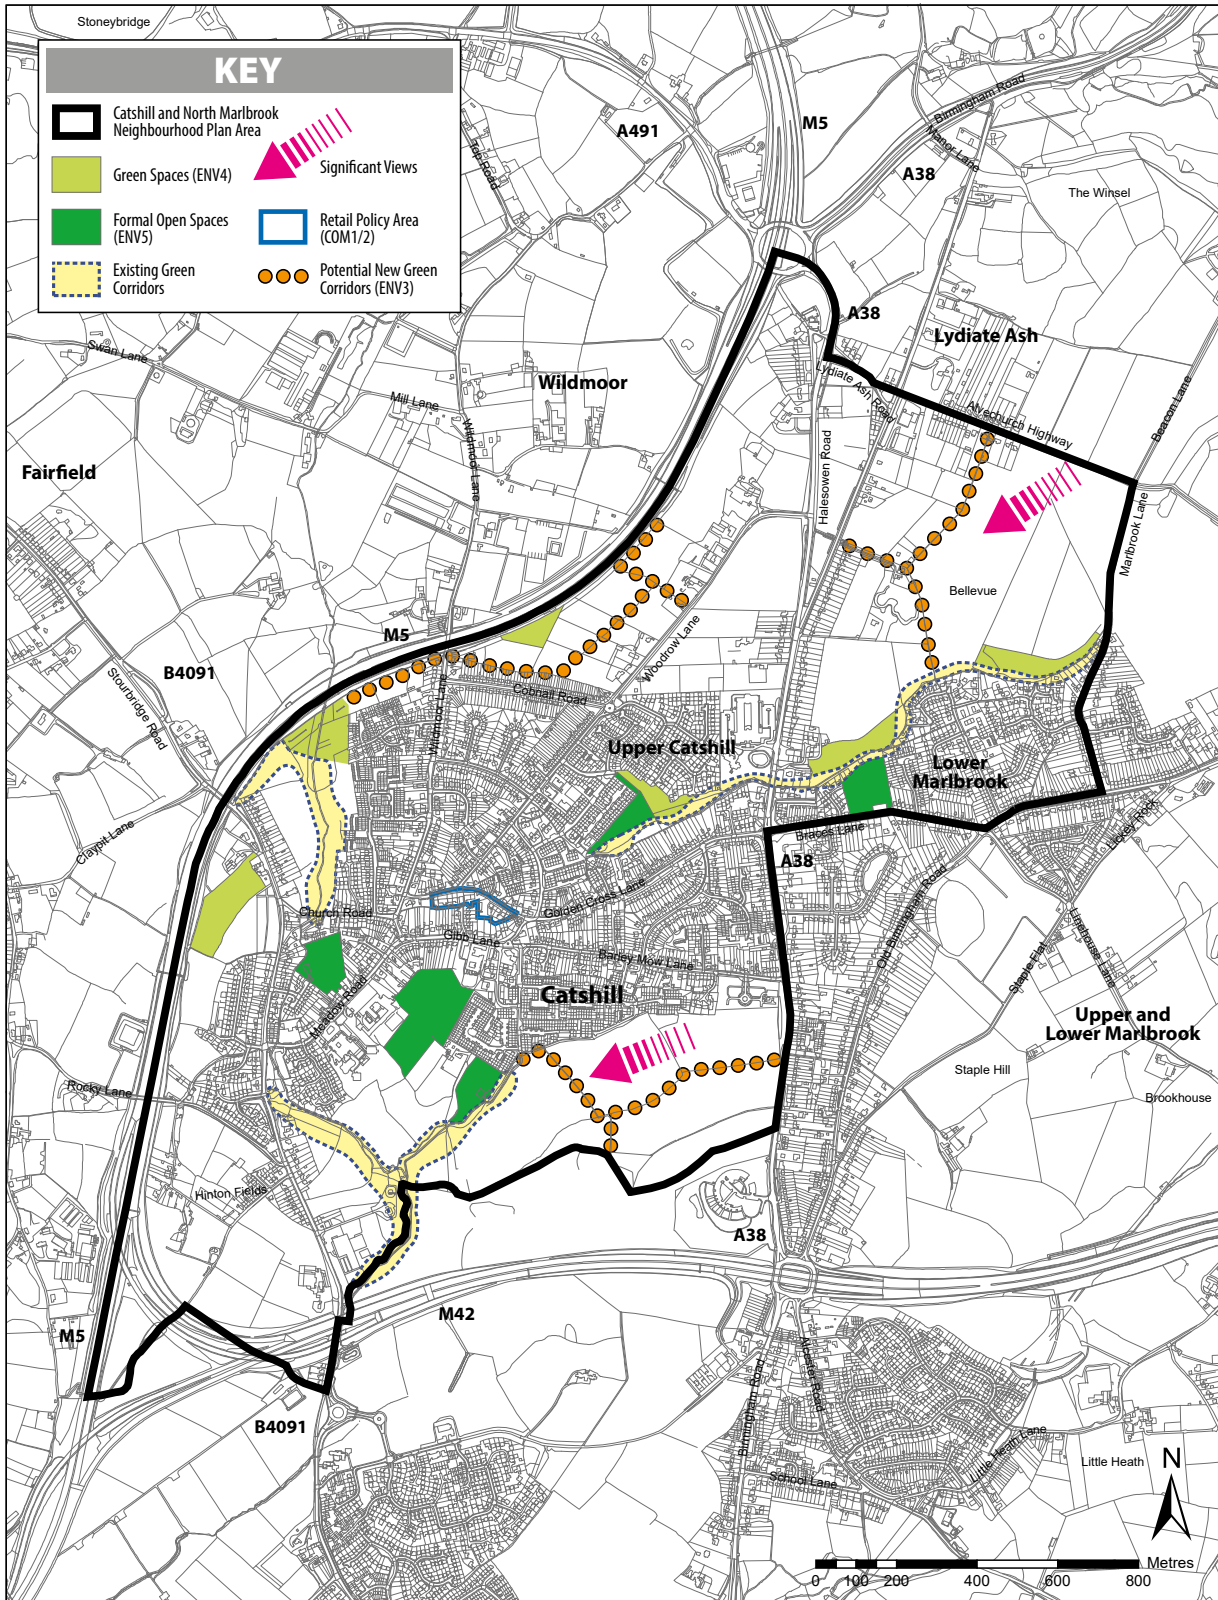 Stoneybridge
KEY
Catshill and North Marlbrook
Neighbourhood Plan Area
Green Spaces (ENV4)
Significant Views
Formal Open Spaces
(ENV5)
Retail Policy Area
(COM1/2)
Existing Green
Corridors
Potential New Green
Corridors (ENV3)
Top Road
A491
M5
Birmingham Road
Manor Lane
A38
The Winsel
A38
Lydiate Ash
Swan Lane
Wildmoor
Mill Lane
Lydiate Ash Road
Alvechurch Highway
Beacon Lane
Wildmoor Lane
Fairfield
Halesowen Road
Marlbrook Lane
Bellevue
M5
Woodrow Lane
B4091
Stourbridge Road
Cobnall Road
Wildmoor Lane
Upper Catshill
Lower
Marlbrook
Claypit Lane
Braces Lane
A38
Lickey Rock
Golden Cross Lane
Church Road
Gibb Lane
Old Birmingham Road
Linehouse Lane
Barley Mow Lane
Staple Flat
Catshill
Meadow Road
Upper and
Lower Marlbrook
Staple Hill
Rocky Lane
Brookhouse
Hinton Fields
A38
M42
M5
B4091
Birmingham Road
Alcester Road
Little Heath Lane
Little Heath
School Lane
N
Metres
0 100 200 400 600 800